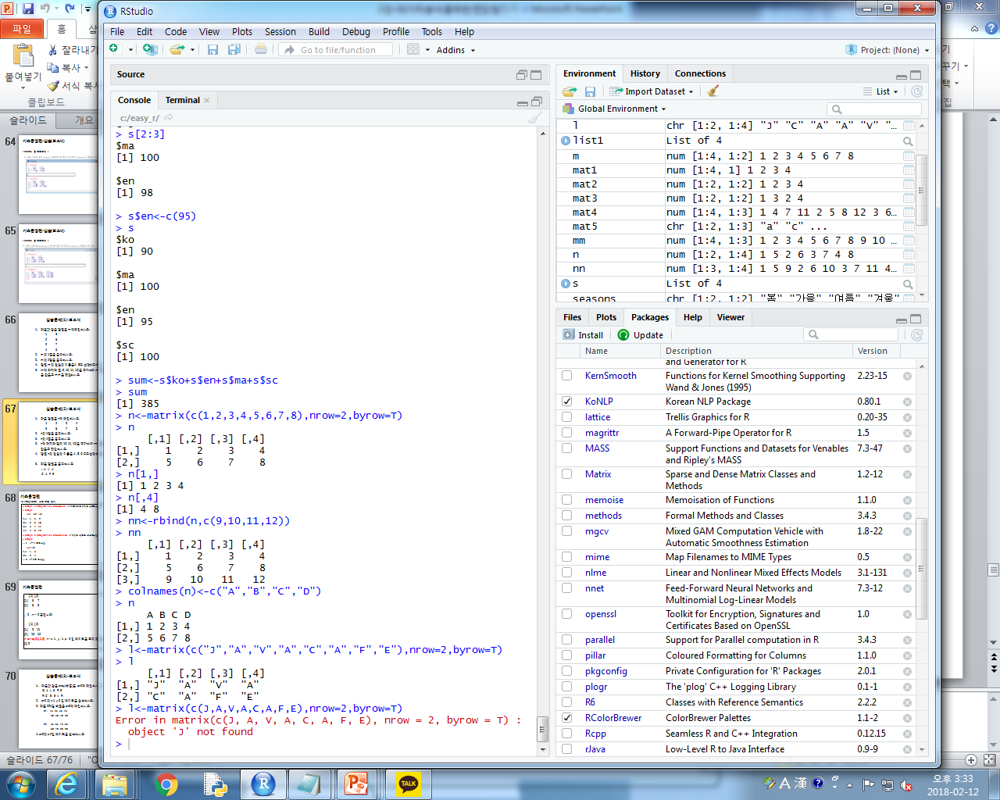 RStudio
파일
홈
삽
붙여넣기
잘라내기
복사
서식 복사
클립보드
슬라이드
개요
File Edit Code View Plots Session Build Debug Profile Tools Help
Go to file/function
Addins
Project: (None)
Source
Console Terminal
c:/easy_r/
> s[2:3]
$ma
[1] 100
$en
[1] 98
> s$en<-c(95)
> s
$ko
[1] 90
$ma
[1] 100
$en
[1] 95
$sc
[1] 100
> sum<-s$ko+s$en+s$ma+s$sc
> sum
[1] 385
> n<-matrix(c(1,2,3,4,5,6,7,8),nrow=2,byrow=T)
> n
[,1] [,2] [,3] [,4]
[1,] 1 2 3 4
[2,] 5 6 7 8
> n[1,]
[1] 1 2 3 4
> n[,4]
[1] 4 8
> nn<-rbind(n,c(9,10,11,12))
> nn
[,1] [,2] [,3] [,4]
[1,] 1 2 3 4
[2,] 5 6 7 8
[3,] 9 10 11 12
> colnames(n)<-c("A","B","C","D")
> n
A B C D
[1,] 1 2 3 4
[2,] 5 6 7 8
> l<-matrix(c("J","A","V","A","C","A","F","E"),nrow=2,byrow=T)
> l
[,1] [,2] [,3] [,4]
[1,] "J" "A" "V" "A"
[2,] "C" "A" "F" "E"
> l<-matrix(c(J,A,V,A,C,A,F,E),nrow=2,byrow=T)
Error in matrix(c(J, A, V, A, C, A, F, E), nrow = 2, byrow = T) :
object 'J' not found
>
Environment History Connections
Import Dataset
List
Global Environment
l chr [1:2, 1:4] "J" "C" "A" "A" "V" "…
list1 List of 4
m num [1:4, 1:2] 1 2 3 4 5 6 7 8
mat1 num [1:4, 1] 1 2 3 4
mat2 num [1:2, 1:2] 1 2 3 4
mat3 num [1:2, 1:2] 1 3 2 4
mat4 num [1:4, 1:3] 1 4 7 11 2 5 8 12 3 6…
mat5 chr [1:2, 1:3] "a" "c" ...
mm num [1:4, 1:3] 1 2 3 4 5 6 7 8 9 10 …
n num [1:2, 1:4] 1 5 2 6 3 7 4 8
nn num [1:3, 1:4] 1 5 9 2 6 10 3 7 11 4…
s List of 4
seasons chr [1:2, 1:2] "봄" "가을" "여름" "겨울"
Files Plots Packages Help Viewer
Install Update
Name Description Version
and Generator for R
KernSmooth Functions for Kernel Smoothing Supporting Wand & Jones (1995) 2.23-15
KoNLP Korean NLP Package 0.80.1
lattice Trellis Graphics for R 0.20-35
magrittr A Forward-Pipe Operator for R 1.5
MASS Support Functions and Datasets for Venables and Ripley's MASS 7.3-47
Matrix Sparse and Dense Matrix Classes and Methods 1.2-12
memoise Memoisation of Functions 1.1.0
methods Formal Methods and Classes 3.4.3
mgcv Mixed GAM Computation Vehicle with Automatic Smoothness Estimation 1.8-22
mime Map Filenames to MIME Types 0.5
nlme Linear and Nonlinear Mixed Effects Models 3.1-131
nnet Feed-Forward Neural Networks and Multinomial Log-Linear Models 7.3-12
openssl Toolkit for Encryption, Signatures and Certificates Based on OpenSSL 1.0
parallel Support for Parallel computation in R 3.4.3
pillar Coloured Formatting for Columns 1.1.0
pkgconfig Private Configuration for 'R' Packages 2.0.1
plogr The 'plog' C++ Logging Library 0.1-1
R6 Classes with Reference Semantics 2.2.2
RColorBrewer ColorBrewer Palettes 1.1-2
Rcpp Seamless R and C++ Integration 0.12.15
rJava Low-Level R to Java Interface 0.9-9
64
65
66
67
68
69
70
슬라이드 67/76
TALK
A 漢
오후 3:33
2018-02-12